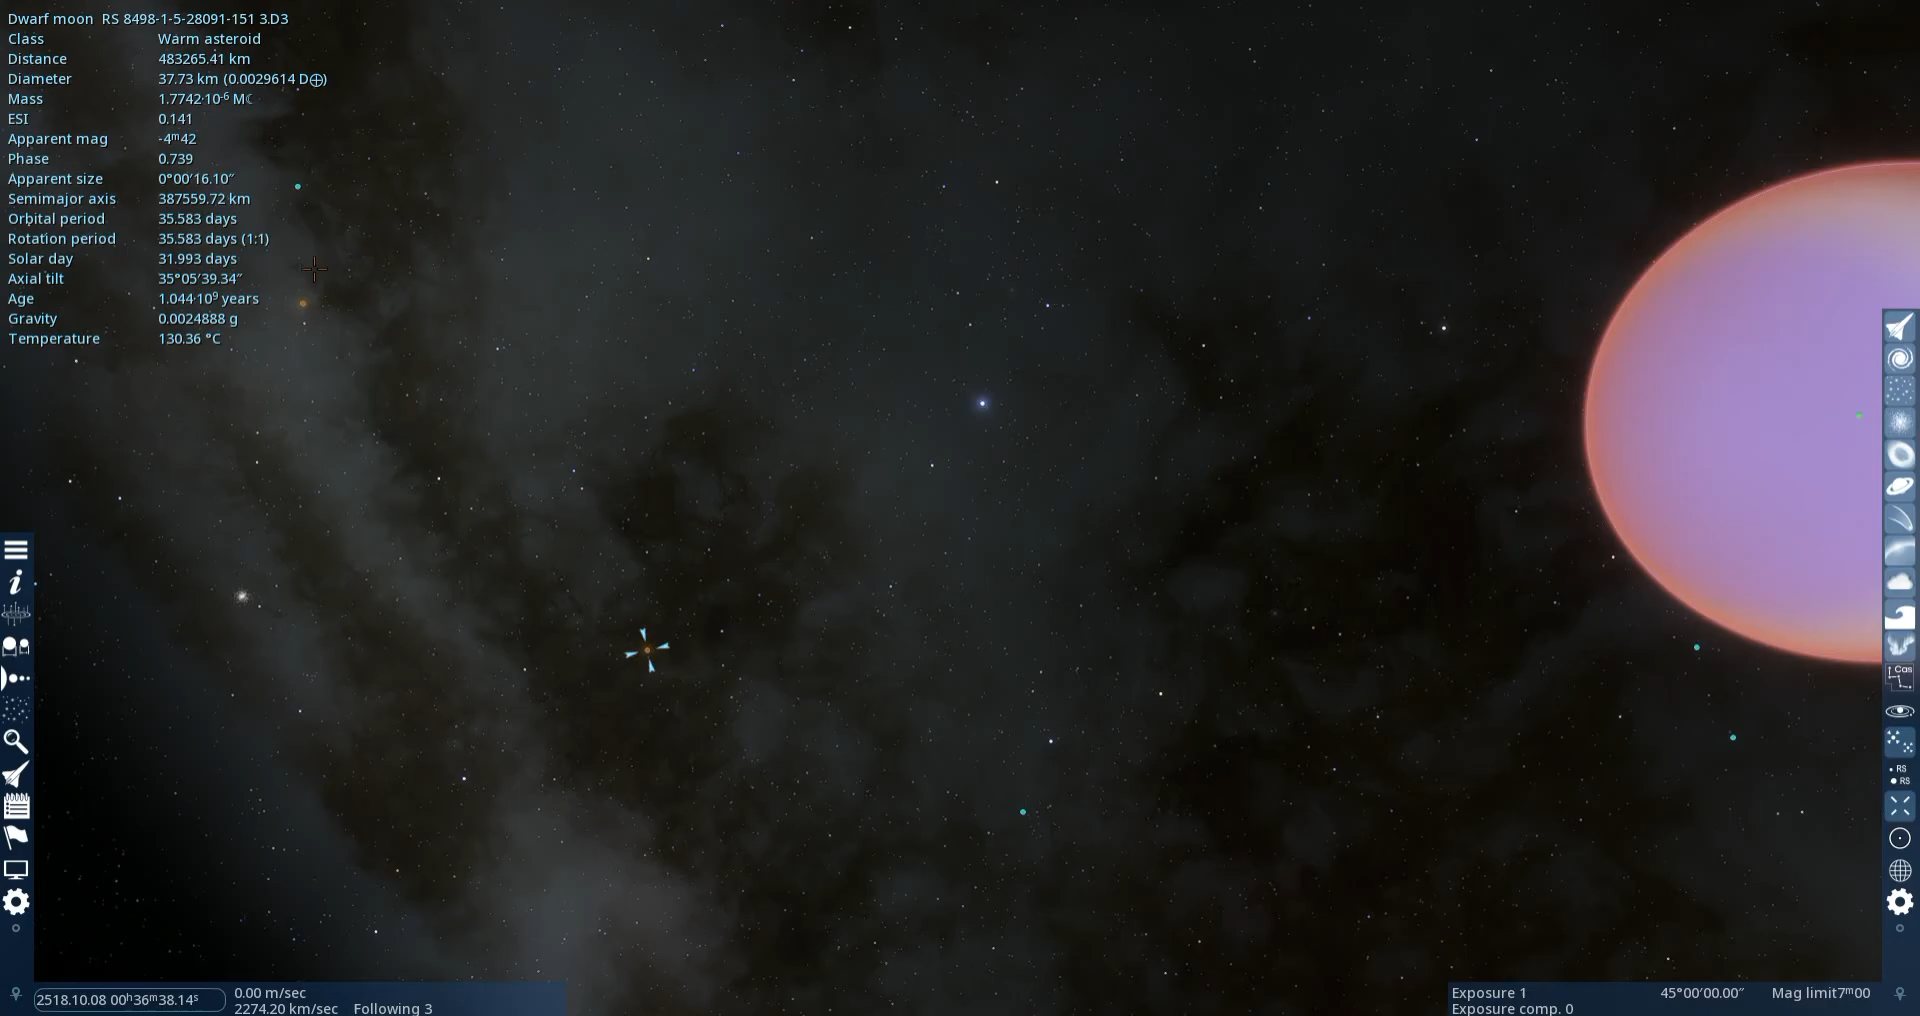 Dwarf moon RS 8498-1-5-28091-151 3.D3
Class Warm asteroid
Distance 483265.41 km
Diameter 37.73 km (0.0029614 D⊕)
Mass 1.7742·10⁻⁶ M☾
ESI 0.141
Apparent mag -4ᵐ42
Phase 0.739
Apparent size 0°00′16.10″
Semimajor axis 387559.72 km
Orbital period 35.583 days
Rotation period 35.583 days (1:1)
Solar day 31.993 days
Axial tilt 35°05′39.34″
Age 1.044·10⁹ years
Gravity 0.0024888 g
Temperature 130.36 °C
Cas
RS
RS
2518.10.08 00ʰ36ᵐ38.14ˢ
0.00 m/sec
2274.20 km/sec Following 3
Exposure 1 45°00′00.00″ Mag limit7ᵐ00
Exposure comp. 0